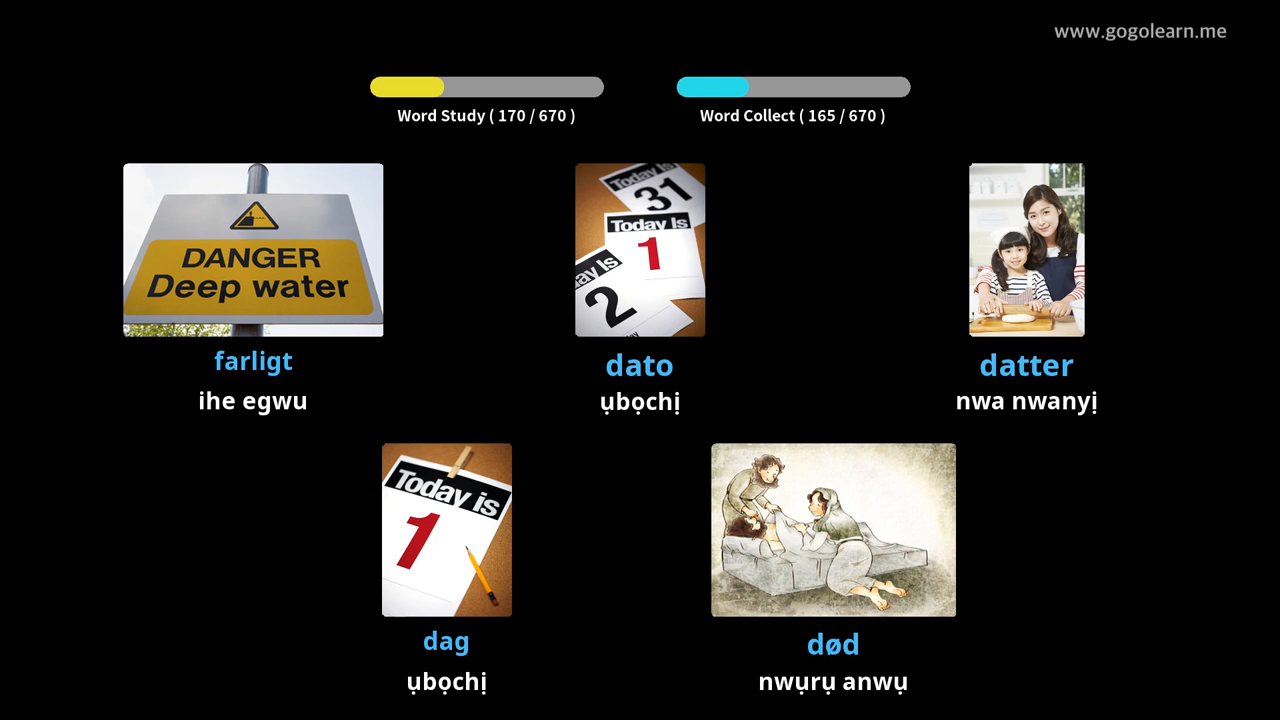 www.gogolearn.me
Word Study ( 170 / 670 )
Word Collect ( 165 / 670 )
DANGER
Deep water
Today is
31
Today Is
1
ay Is
2
farligt
dato
datter
ihe egwu
ụbọchị
nwa nwanyị
Today is
1
dag
død
ụbọchị
nwụrụ anwụ